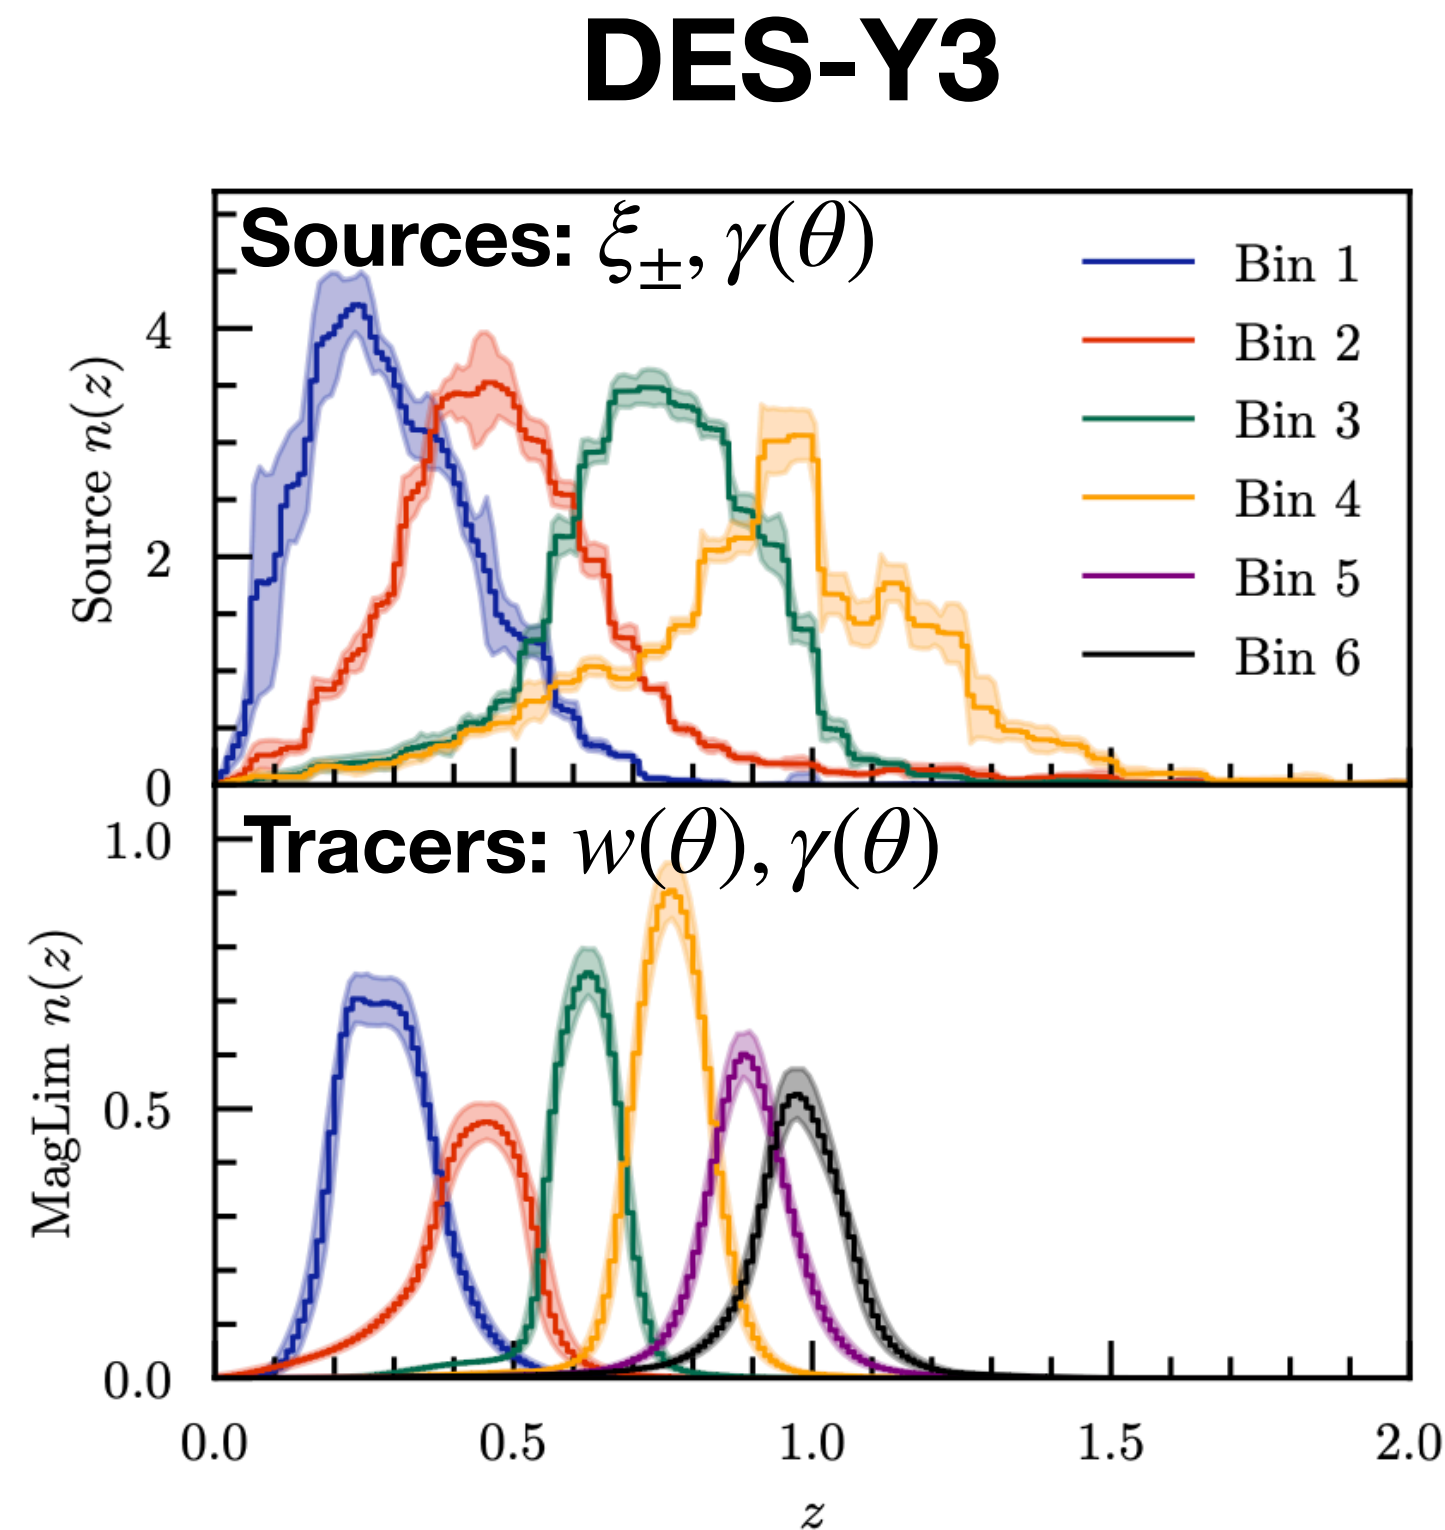 DES-Y3
Sources: ξ±, γ(θ)
Bin 1
Bin 2
Bin 3
Bin 4
Bin 5
Bin 6
Source n(z)
4
2
0
Tracers: w(θ), γ(θ)
MagLim n(z)
1.0
0.5
0.0
0.0 0.5 1.0 1.5 2.0
z